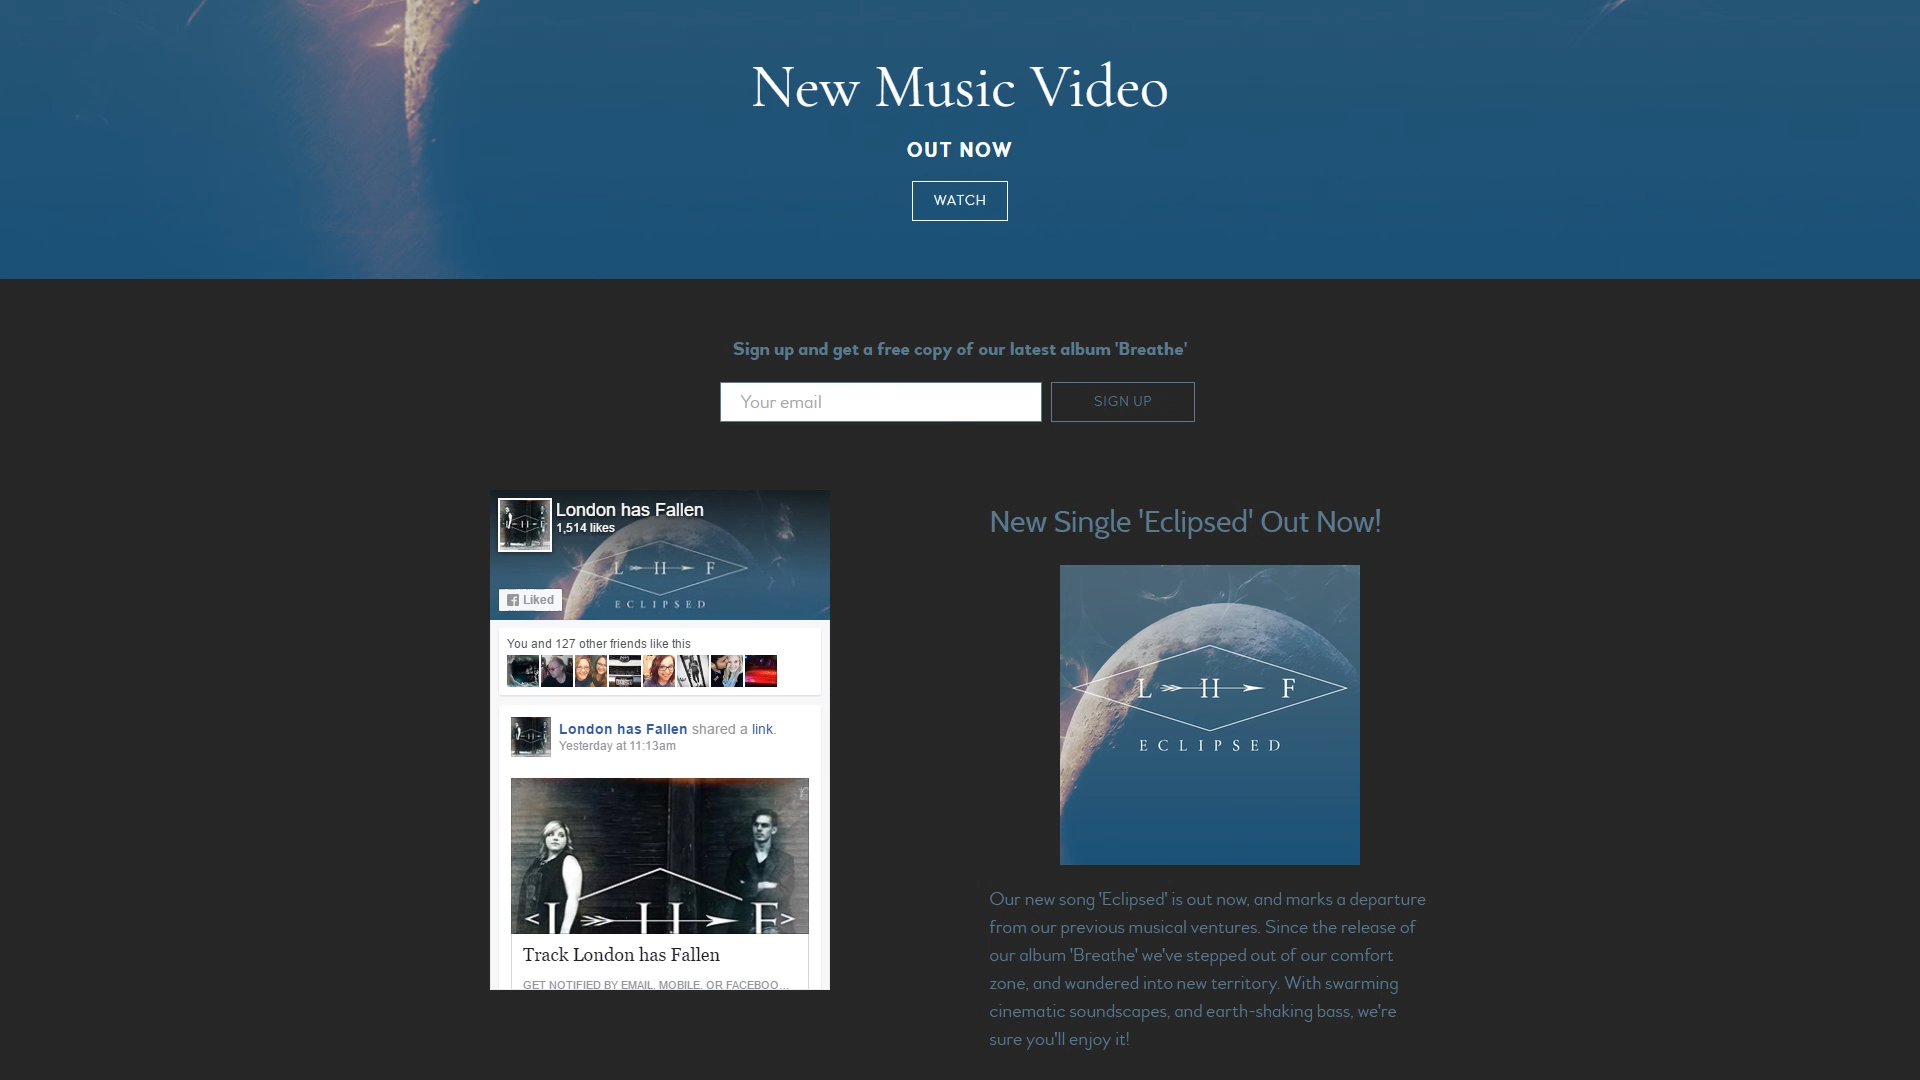 New Music Video
OUT NOW
WATCH
Sign up and get a free copy of our latest album 'Breathe'
Your email
SIGN UP
London has Fallen
1,514 likes
L H F
ECLIPSED
Liked
You and 127 other friends like this
London has Fallen shared a link.
Yesterday at 11:13am
L H F
Track London has Fallen
GET NOTIFIED BY EMAIL, MOBILE, OR FACEBOO...
New Single 'Eclipsed' Out Now!
L H F
ECLIPSED
Our new song 'Eclipsed' is out now, and marks a departure
from our previous musical ventures. Since the release of
our album 'Breathe' we've stepped out of our comfort
zone, and wandered into new territory. With swarming
cinematic soundscapes, and earth-shaking bass, we're
sure you'll enjoy it!